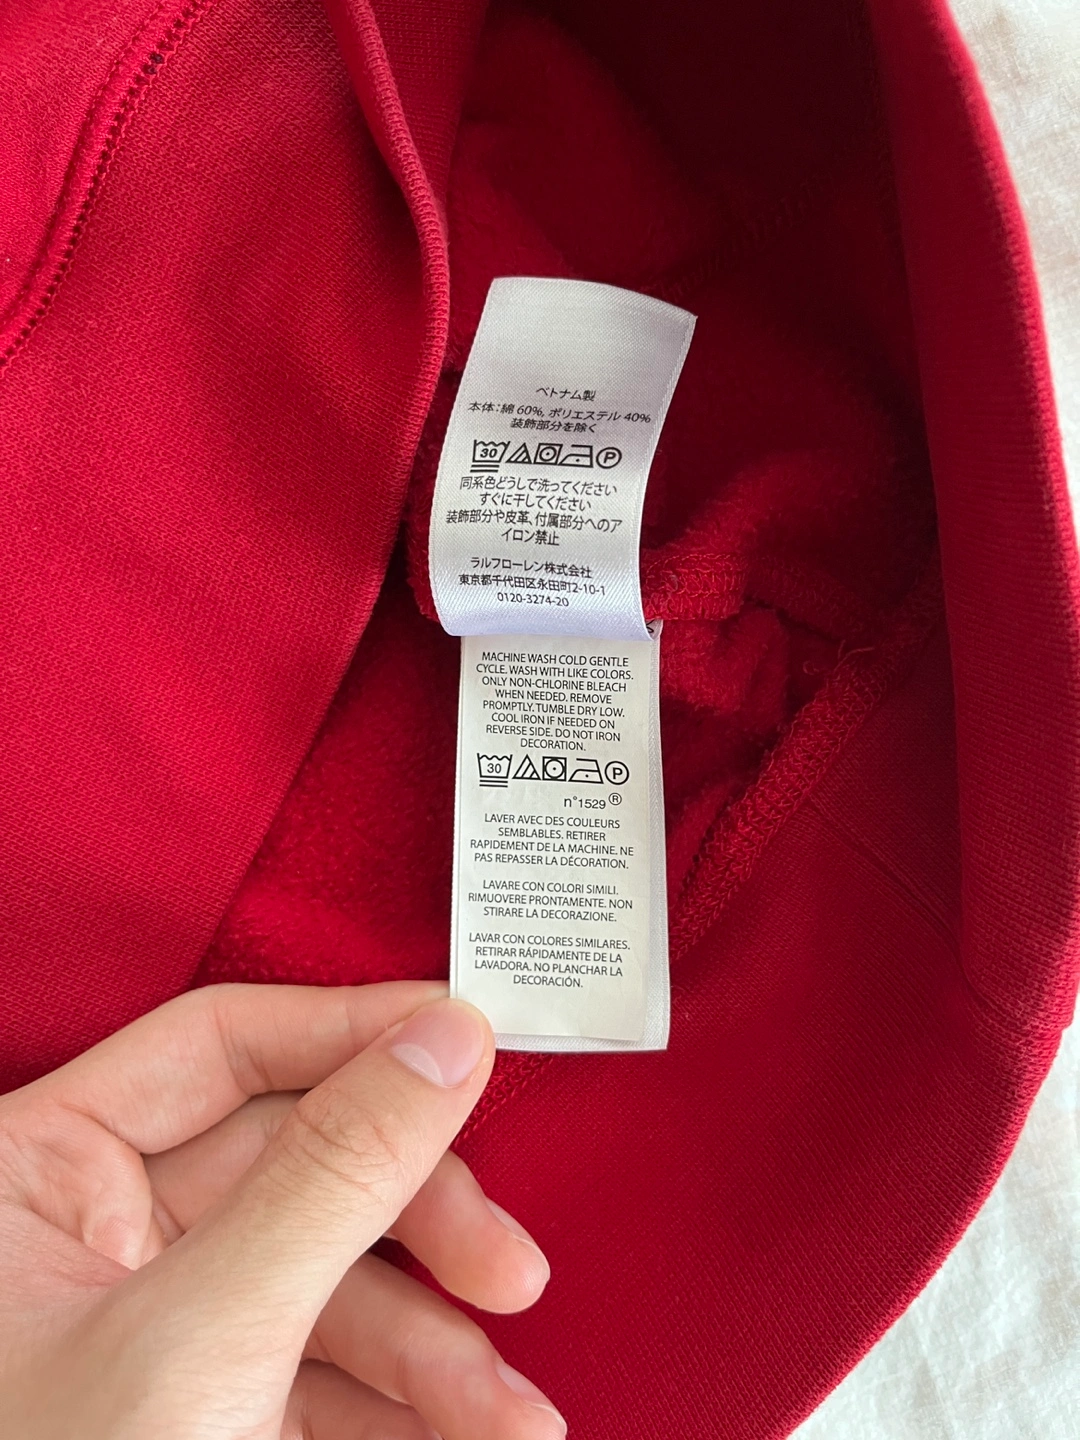 ベトナム製
本体：綿 60%, ポリエステル 40%
装飾部分を除く
30 P
同系色どうしで洗ってください
すぐに干してください
装飾部分や皮革、付属部分へのア
イロン禁止
ラルフローレン株式会社
東京都千代田区永田町2-10-1
0120-3274-20
MACHINE WASH COLD GENTLE
CYCLE. WASH WITH LIKE COLORS.
ONLY NON-CHLORINE BLEACH
WHEN NEEDED. REMOVE
PROMPTLY. TUMBLE DRY LOW.
COOL IRON IF NEEDED ON
REVERSE SIDE. DO NOT IRON
DECORATION.
30 P
n°1529 ®
LAVER AVEC DES COULEURS
SEMBLABLES. RETIRER
RAPIDEMENT DE LA MACHINE. NE
PAS REPASSER LA DÉCORATION.
LAVARE CON COLORI SIMILI.
RIMUOVERE PRONTAMENTE. NON
STIRARE LA DECORAZIONE.
LAVAR CON COLORES SIMILARES.
RETIRAR RÁPIDAMENTE DE LA
LAVADORA. NO PLANCHAR LA
DECORACIÓN.